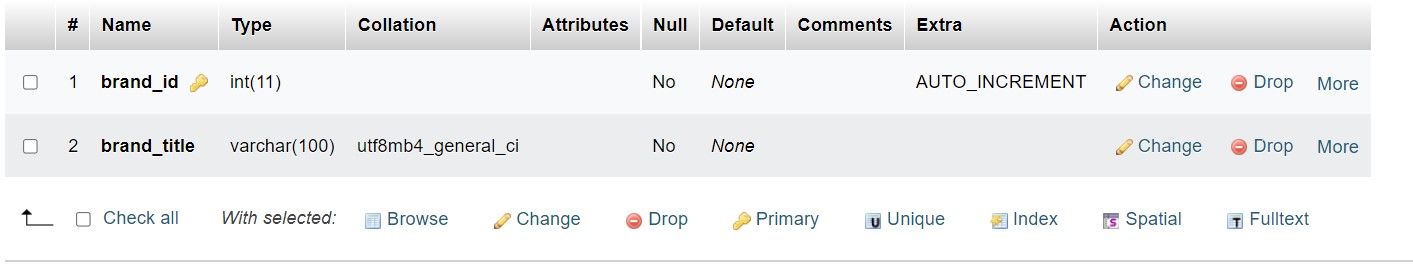 # Name Type Collation Attributes Null Default Comments Extra Action
1 brand_id int(11) No None AUTO_INCREMENT Change Drop More
2 brand_title varchar(100) utf8mb4_general_ci No None Change Drop More
Check all With selected: Browse Change Drop Primary Unique Index Spatial Fulltext